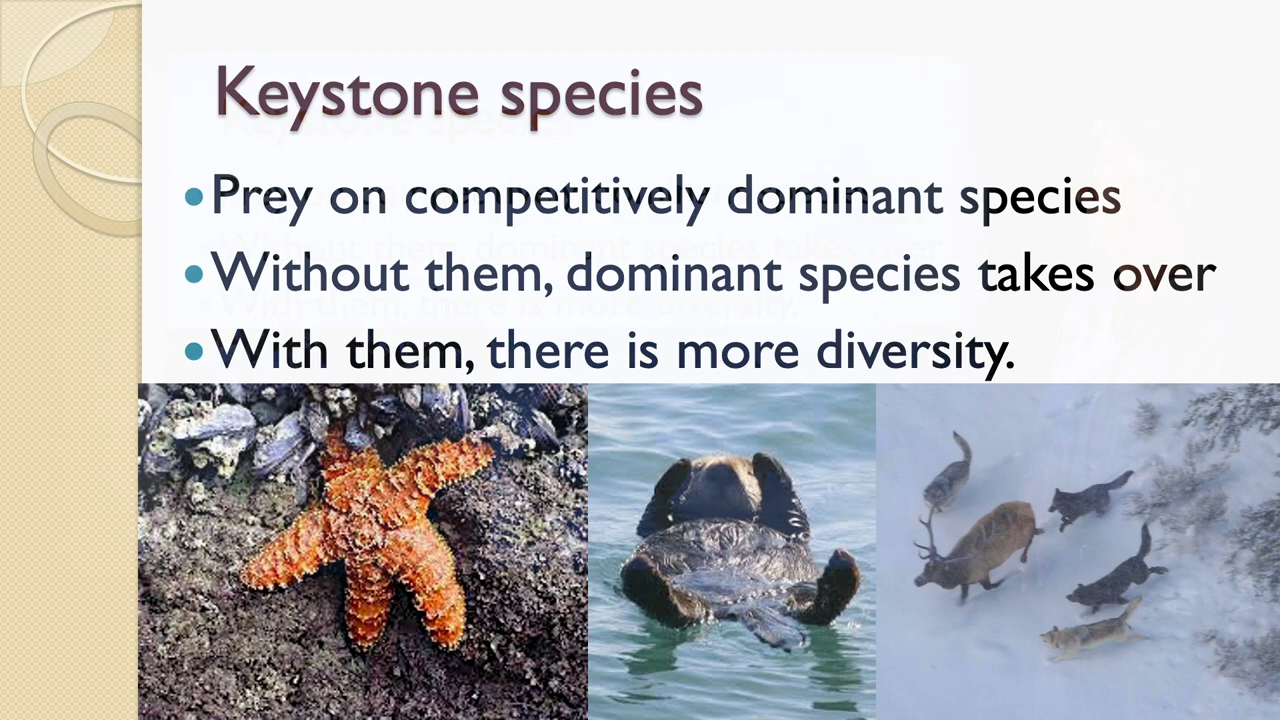 Keystone species
• Prey on competitively dominant species
• Without them, dominant species takes over
• With them, there is more diversity.